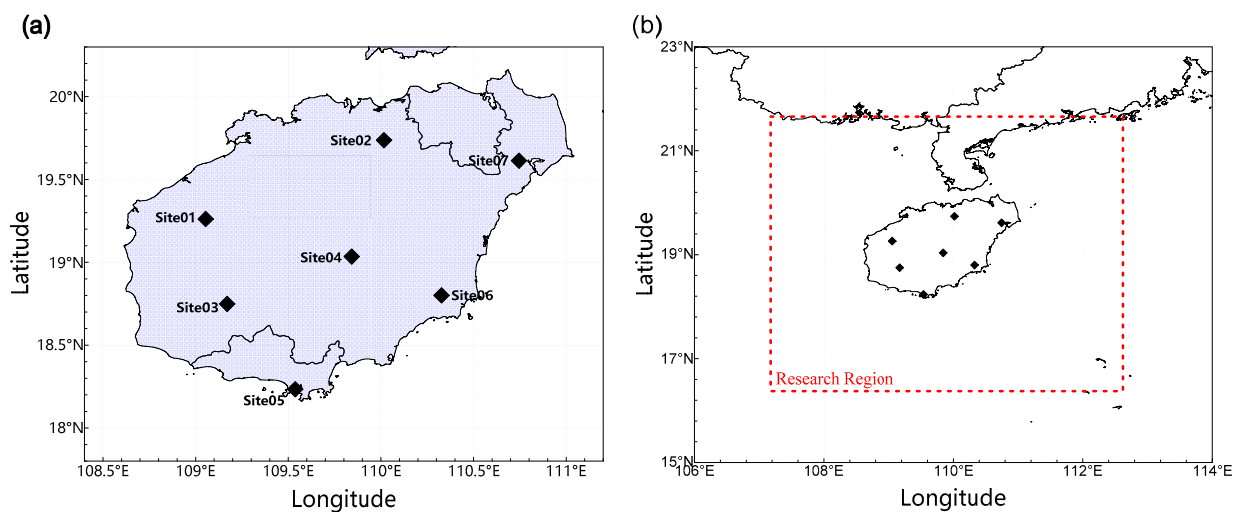 (a)
20°N
19.5°N
19°N
18.5°N
18°N
Latitude
108.5°E 109°E 109.5°E 110°E 110.5°E 111°E
Longitude
Site02
Site07
Site01
Site04
Site06
Site03
Site05
(b)
23°N
21°N
19°N
17°N
15°N
Latitude
106°E 108°E 110°E 112°E 114°E
Longitude
Research Region